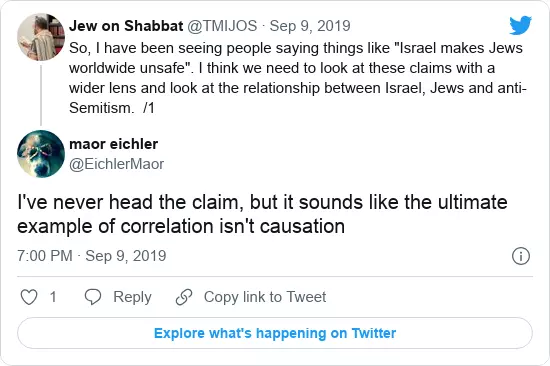 Jew on Shabbat @TMIJOS · Sep 9, 2019
So, I have been seeing people saying things like "Israel makes Jews
worldwide unsafe". I think we need to look at these claims with a
wider lens and look at the relationship between Israel, Jews and anti-
Semitism.  /1
maor eichler
@EichlerMaor
I've never head the claim, but it sounds like the ultimate
example of correlation isn't causation
7:00 PM · Sep 9, 2019
1 Reply Copy link to Tweet
Explore what's happening on Twitter